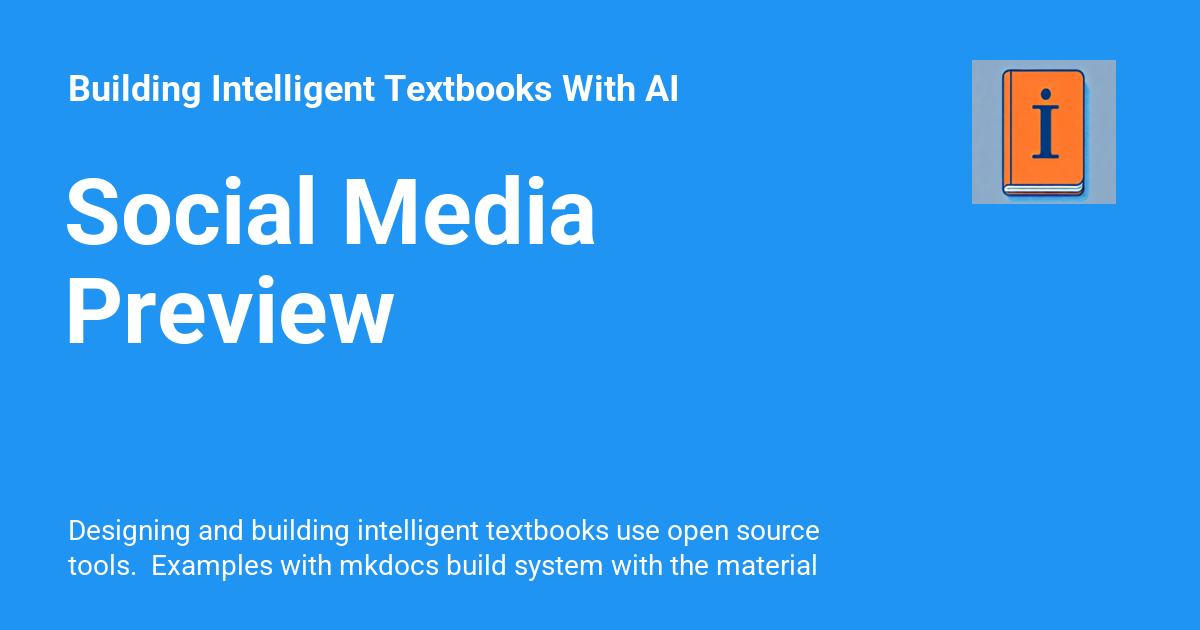 Building Intelligent Textbooks With AI
i
Social Media
Preview
Designing and building intelligent textbooks use open source
tools.  Examples with mkdocs build system with the material